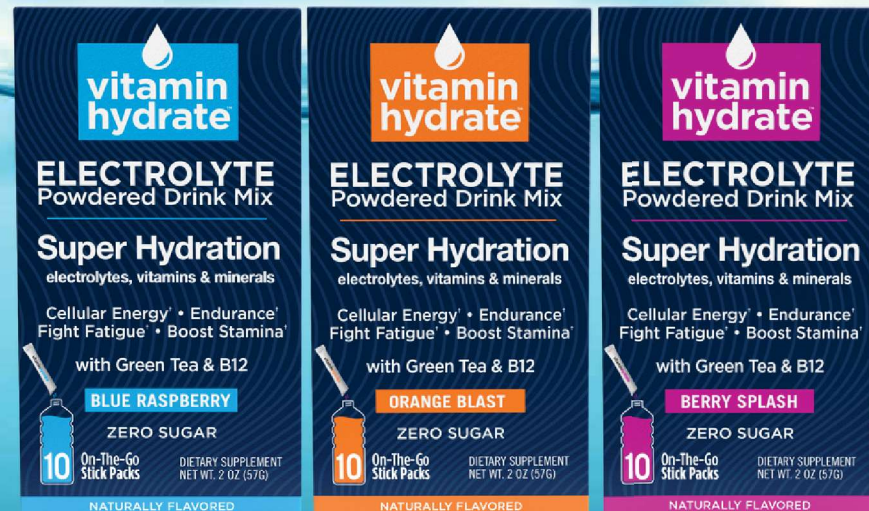 vitamin
hydrate™
ELECTROLYTE
Powdered Drink Mix
Super Hydration
electrolytes, vitamins & minerals
Cellular Energy† • Endurance†
Fight Fatigue† • Boost Stamina†
with Green Tea & B12
BLUE RASPBERRY
ZERO SUGAR
10 On-The-Go
Stick Packs
DIETARY SUPPLEMENT
NET WT. 2 OZ (57G)
NATURALLY FLAVORED
vitamin
hydrate™
ELECTROLYTE
Powdered Drink Mix
Super Hydration
electrolytes, vitamins & minerals
Cellular Energy† • Endurance†
Fight Fatigue† • Boost Stamina†
with Green Tea & B12
ORANGE BLAST
ZERO SUGAR
10 On-The-Go
Stick Packs
DIETARY SUPPLEMENT
NET WT. 2 OZ (57G)
NATURALLY FLAVORED
vitamin
hydrate™
ELECTROLYTE
Powdered Drink Mix
Super Hydration
electrolytes, vitamins & minerals
Cellular Energy† • Endurance†
Fight Fatigue† • Boost Stamina†
with Green Tea & B12
BERRY SPLASH
ZERO SUGAR
10 On-The-Go
Stick Packs
DIETARY SUPPLEMENT
NET WT. 2 OZ (57G)
NATURALLY FLAVORED